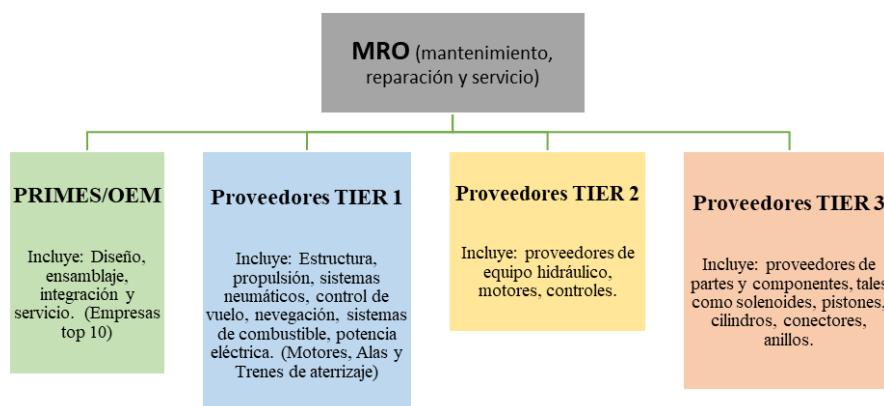 MRO (mantenimiento,
reparación y servicio)
PRIMES/OEM
Incluye: Diseño,
ensamblaje,
integración y
servicio. (Empresas
top 10)
Proveedores TIER 1
Incluye: Estructura,
propulsión, sistemas
neumáticos, control de
vuelo, nevegación, sistemas
de combustible, potencia
eléctrica. (Motores, Alas y
Trenes de aterrizaje)
Proveedores TIER 2
Incluye: proveedores de
equipo hidráulico,
motores, controles.
Proveedores TIER 3
Incluye: proveedores de
partes y componentes, tales
como solenoides, pistones,
cilindros, conectores,
anillos.